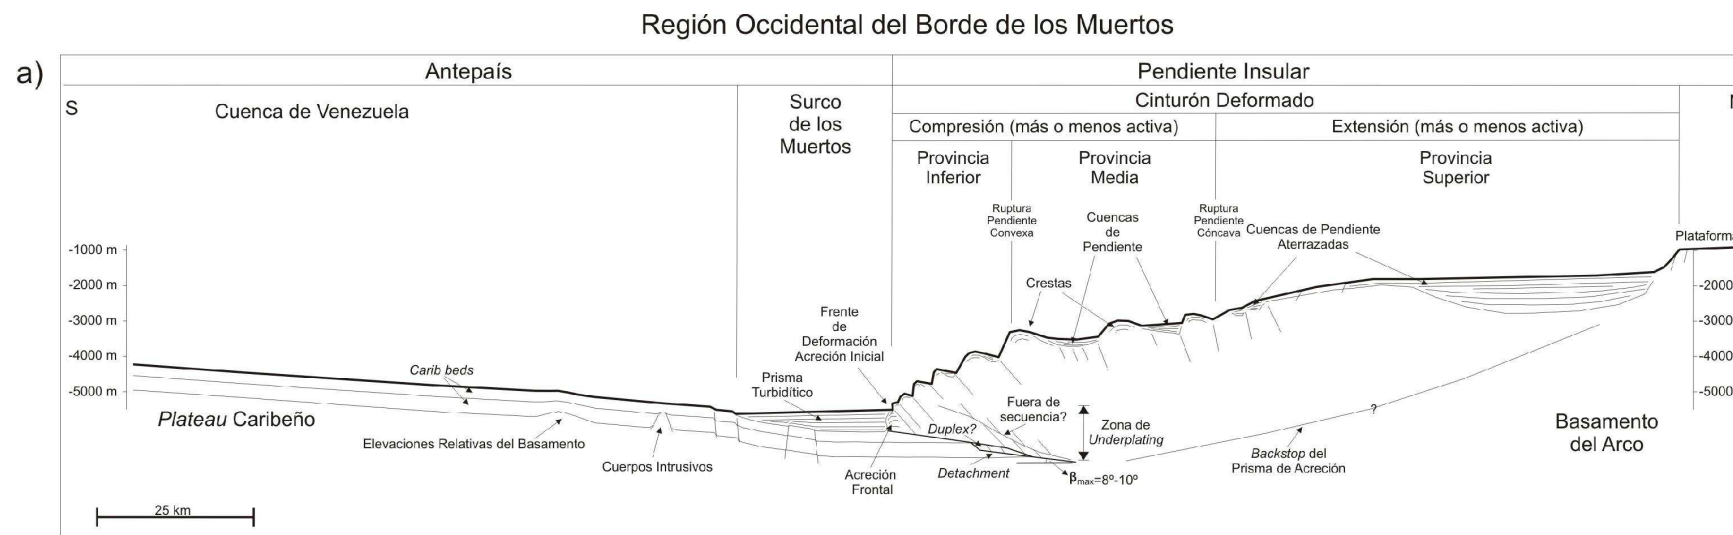 Región Occidental del Borde de los Muertos
a)
Antepaís
Pendiente Insular
S
Cuenca de Venezuela
Surco
de los
Muertos
Cinturón Deformado
Compresión (más o menos activa)
Extensión (más o menos activa)
Provincia
Inferior
Provincia
Media
Provincia
Superior
Ruptura
Pendiente
Convexa
Cuencas
de
Pendiente
Ruptura
Pendiente
Cóncava
Cuencas de Pendiente
Aterrazadas
Plataforma
-1000 m
-2000 m
-3000 m
-4000 m
-5000 m
-2000
-3000
-4000
-5000
Crestas
Frente
de
Deformación
Acreción Inicial
Carib beds
Prisma
Turbidítico
Plateau Caribeño
Elevaciones Relativas del Basamento
Cuerpos Intrusivos
Fuera de
secuencia?
Duplex?
Zona de
Underplating
Acreción
Frontal
Detachment
βmax=8º-10º
?
Backstop del
Prisma de Acreción
Basamento
del Arco
25 km